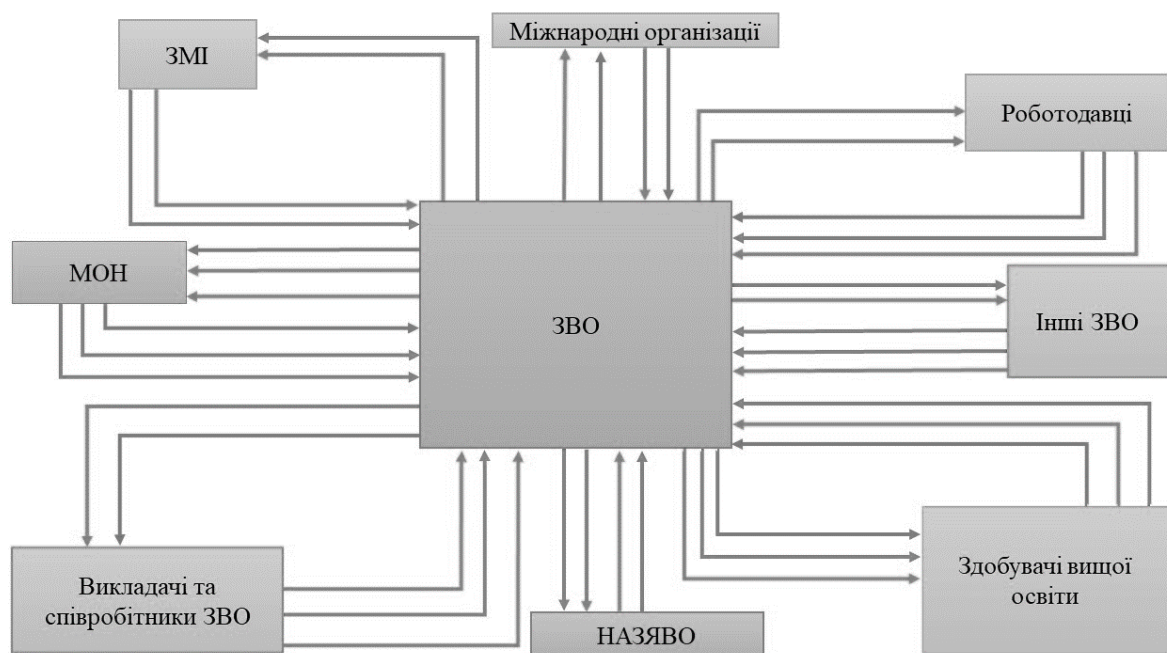 Міжнародні організації
ЗМІ
Роботодавці
МОН
ЗВО
Інші ЗВО
Викладачі та
співробітники ЗВО
НАЗЯВО
Здобувачі вищої
освіти